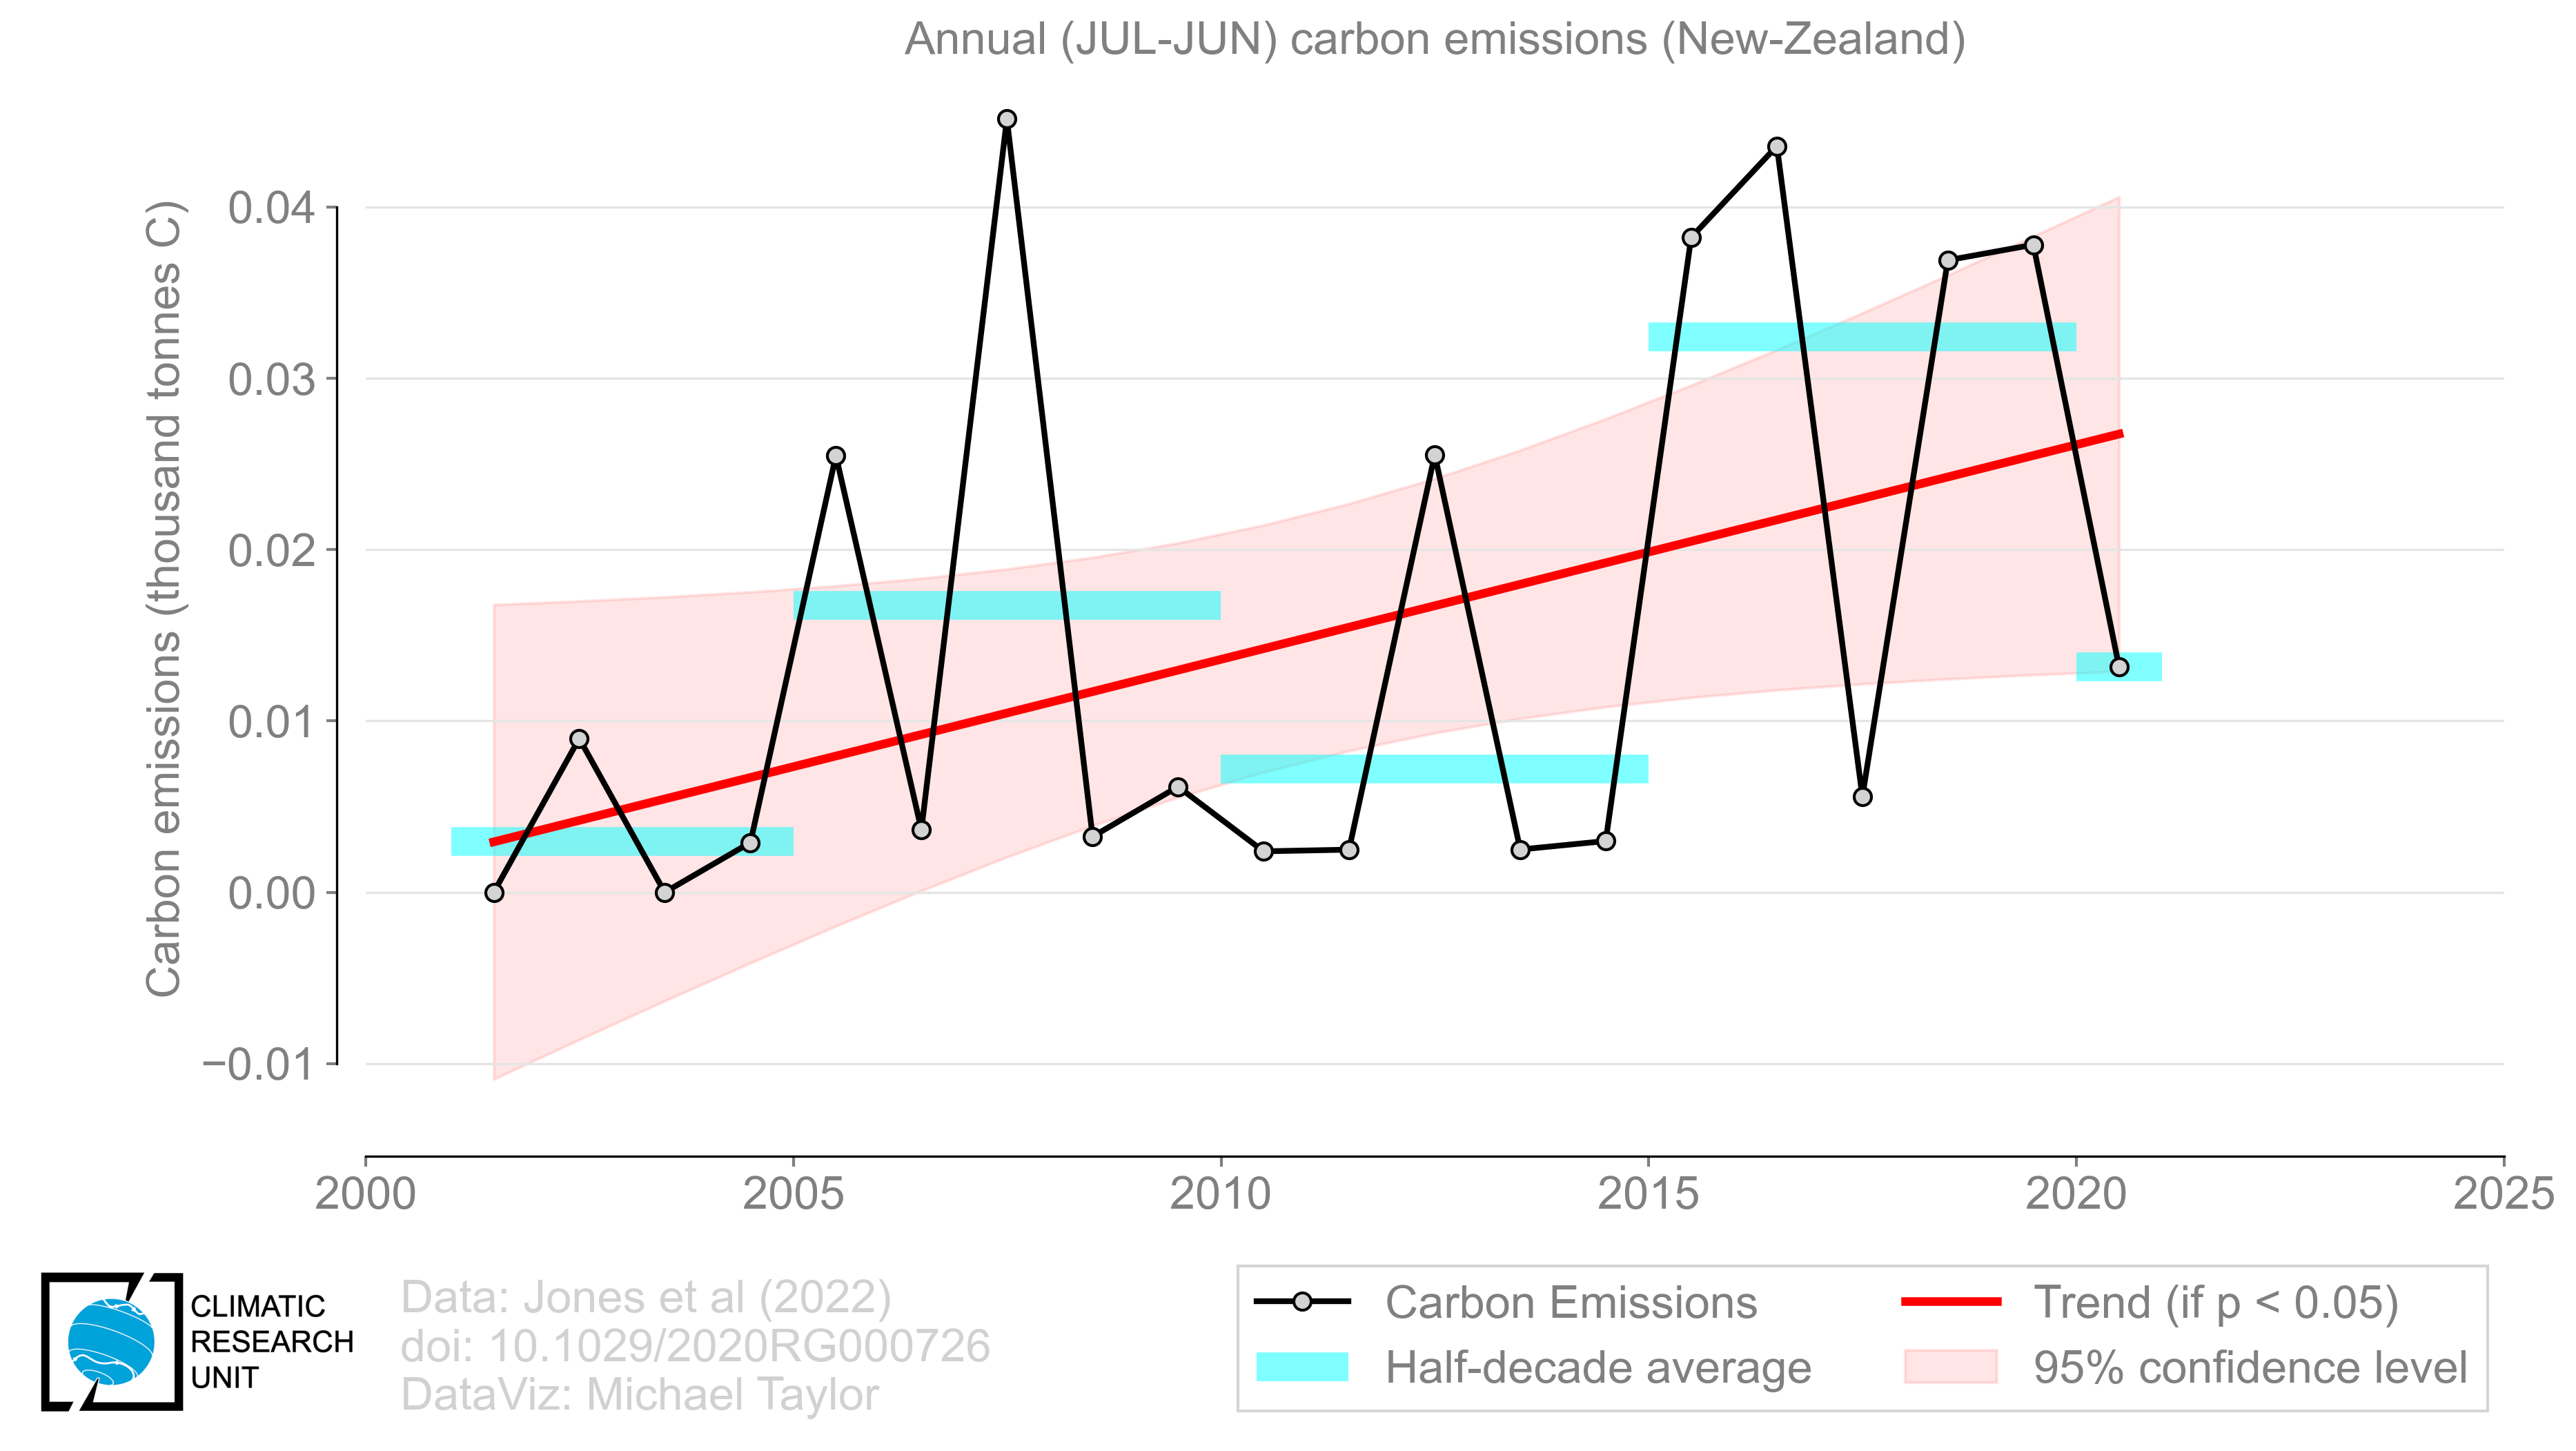 Annual (JUL-JUN) carbon emissions (New-Zealand)
Carbon emissions (thousand tonnes C)
0.04
0.03
0.02
0.01
0.00
−0.01
2000 2005 2010 2015 2020 2025
CLIMATIC
RESEARCH
UNIT
Data: Jones et al (2022)
doi: 10.1029/2020RG000726
DataViz: Michael Taylor
Carbon Emissions
Half-decade average
Trend (if p < 0.05)
95% confidence level